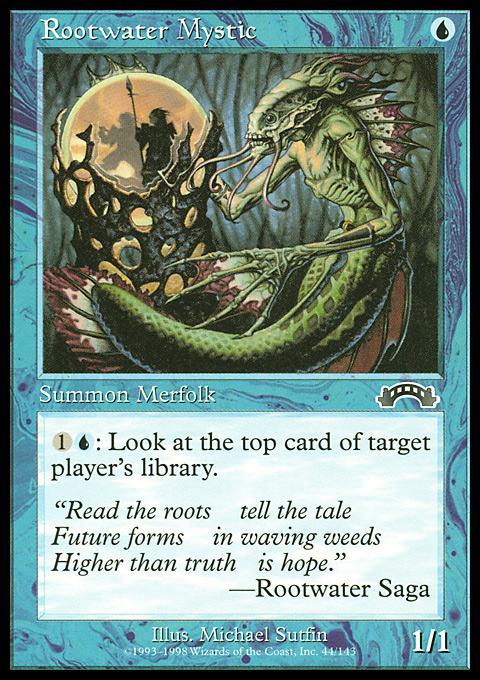 Rootwater Mystic
Summon Merfolk
1 : Look at the top card of target
player's library.
“Read the roots   tell the tale
Future forms   in waving weeds
Higher than truth   is hope.”
—Rootwater Saga
Illus. Michael Sutfin
©1993–1998 Wizards of the Coast, Inc. 44/143
1/1